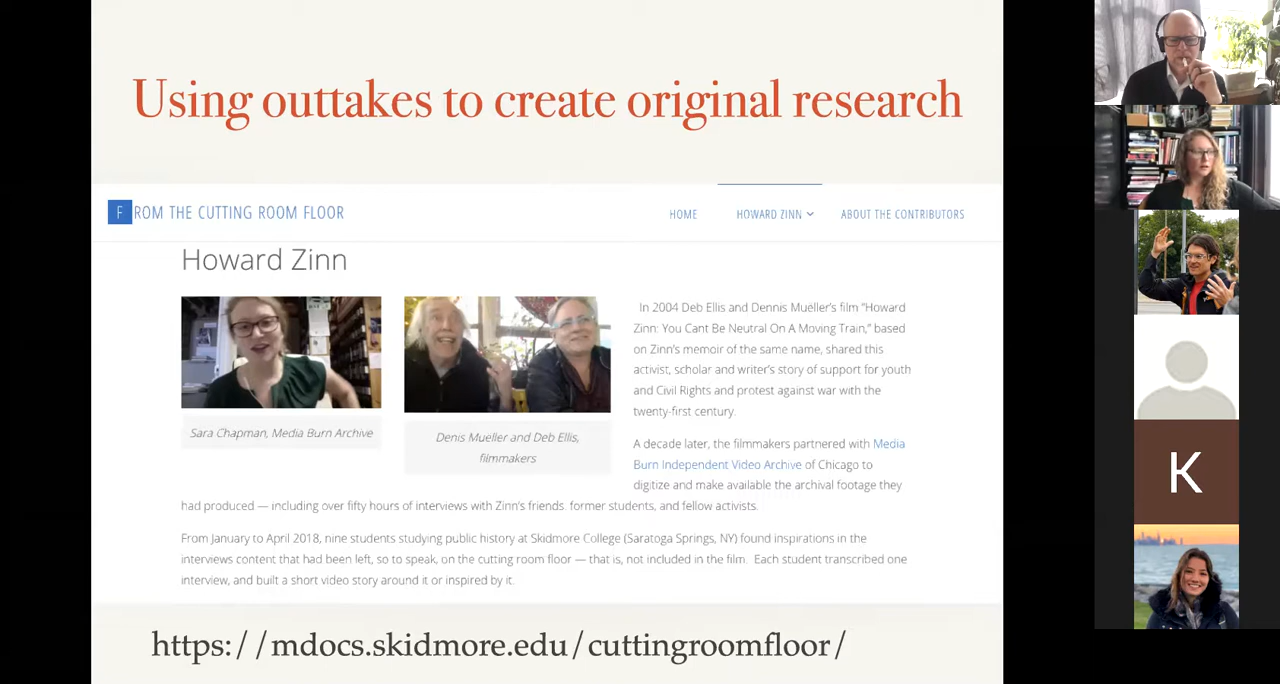 Using outtakes to create original research
FROM THE CUTTING ROOM FLOOR
HOME
HOWARD ZINN
ABOUT THE CONTRIBUTORS
Howard Zinn
Sara Chapman, Media Burn Archive
Denis Mueller and Deb Ellis,
filmmakers
In 2004 Deb Ellis and Dennis Mueller's film "Howard
Zinn: You Cant Be Neutral On A Moving Train," based
on Zinn's memoir of the same name, shared this
activist, scholar and writer's story of support for youth
and Civil Rights and protest against war with the
twenty-first century.
A decade later, the filmmakers partnered with Media
Burn Independent Video Archive of Chicago to
digitize and make available the archival footage they
had produced — including over fifty hours of interviews with Zinn's friends. former students, and fellow activists.
From January to April 2018, nine students studying public history at Skidmore College (Saratoga Springs, NY) found inspirations in the
interviews content that had been left, so to speak, on the cutting room floor — that is, not included in the film. Each student transcribed one
interview, and built a short video story around it or inspired by it.
https://mdocs.skidmore.edu/cuttingroomfloor/
K